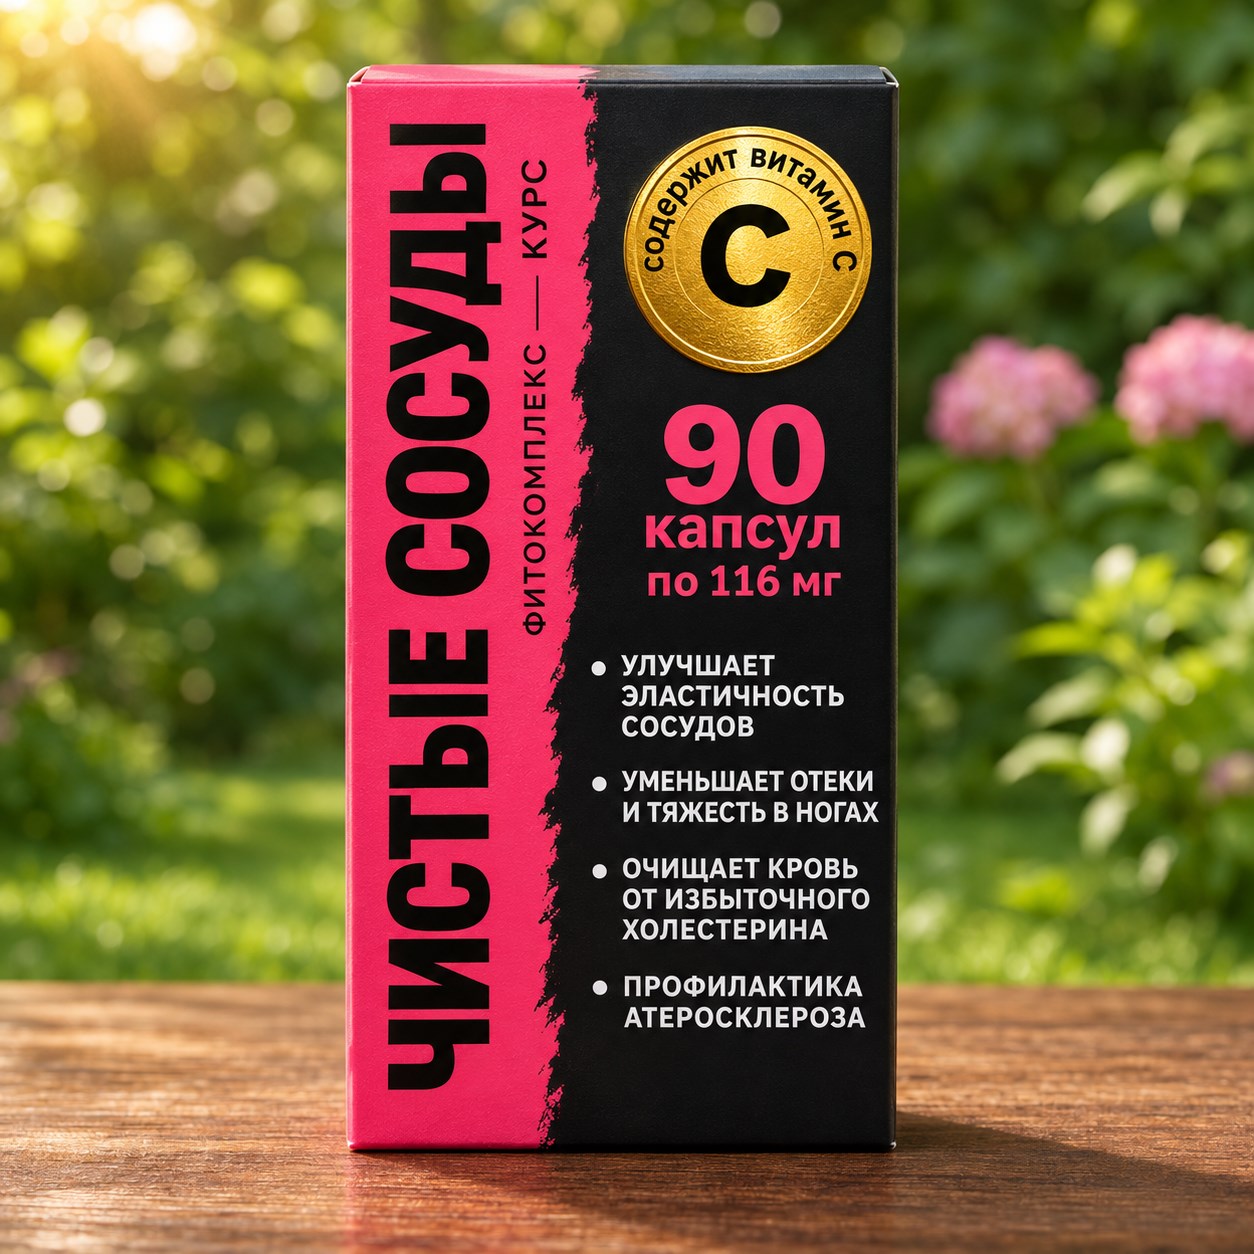 ЧИСТЫЕ СОСУДЫ
ФИТОКОМПЛЕКС — КУРС
СОДЕРЖИТ ВИТАМИН С
С
90
капсул
по 116 мг
• УЛУЧШАЕТ
ЭЛАСТИЧНОСТЬ
СОСУДОВ
• УМЕНЬШАЕТ ОТЕКИ
И ТЯЖЕСТЬ В НОГАХ
• ОЧИЩАЕТ КРОВЬ
ОТ ИЗБЫТОЧНОГО
ХОЛЕСТЕРИНА
• ПРОФИЛАКТИКА
АТЕРОСКЛЕРОЗА